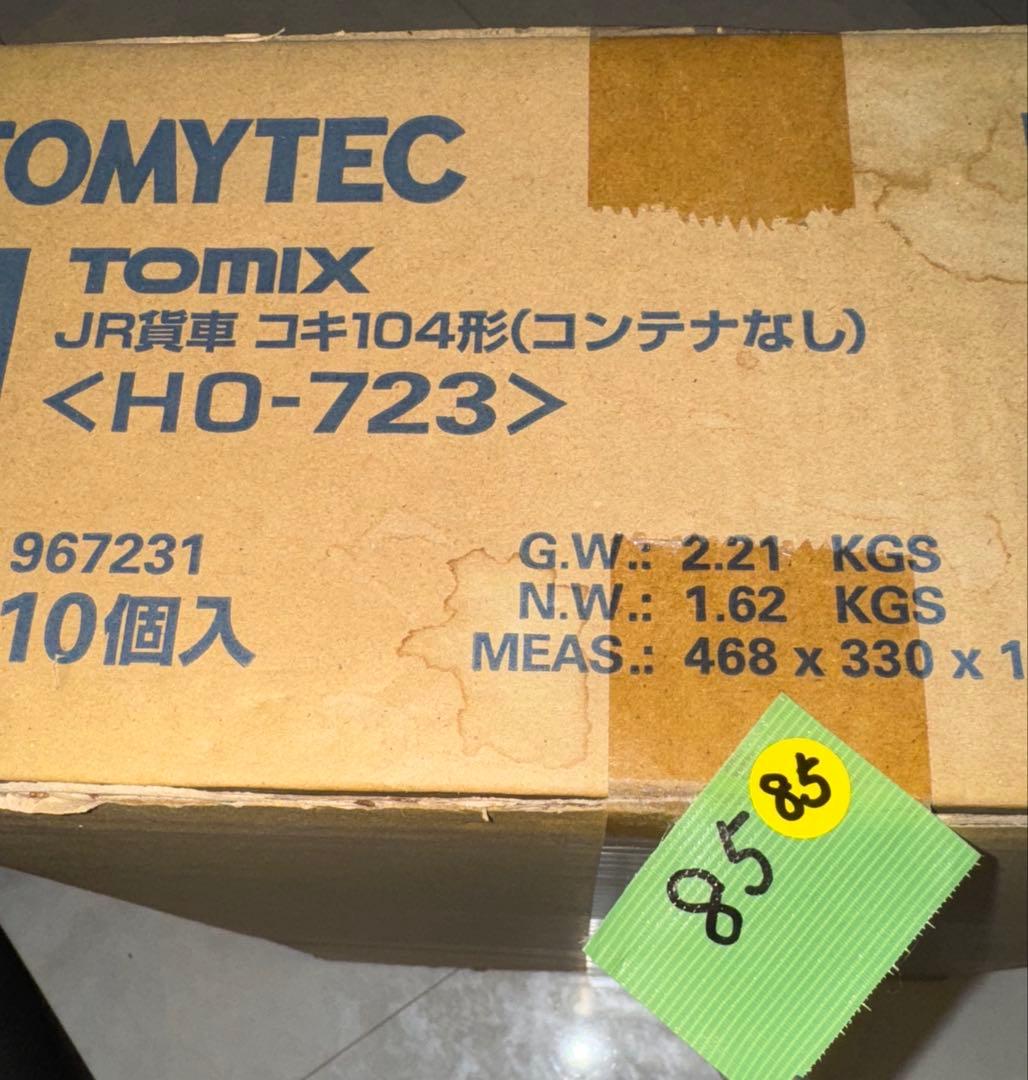 TOMYTEC
TOMIX
JR貨車 コキ104形(コンテナなし)
<HO-723>
967231
10個入
G.W.: 2.21 KGS
N.W.: 1.62 KGS
MEAS.: 468 x 330 x 1
85
85